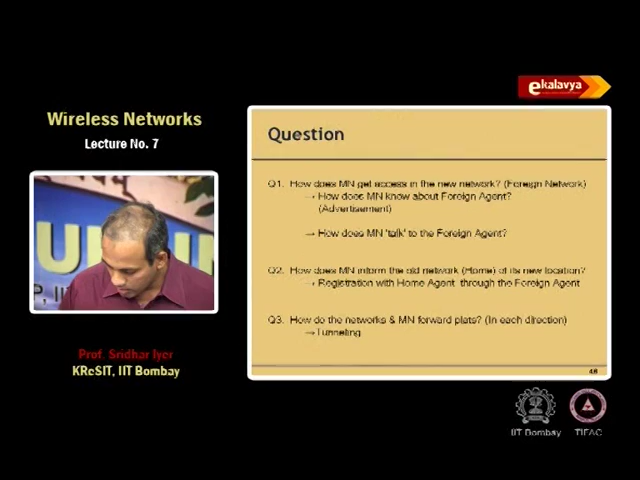 ekalavya
Wireless Networks
Lecture No. 7
Question
Q1. How does MN get access in the new network? (Foreign Network)
→ How does MN know about Foreign Agent?
(Advertisement)
→ How does MN 'talk' to the Foreign Agent?
Q2. How does MN inform the old network (Home) of its new location?
→ Registration with Home Agent through the Foreign Agent
Q3. How do the networks & MN forward pkts? (In each direction)
→ Tunneling
48
Prof. Sridhar Iyer
KReSIT, IIT Bombay
IIT Bombay
TIFAC